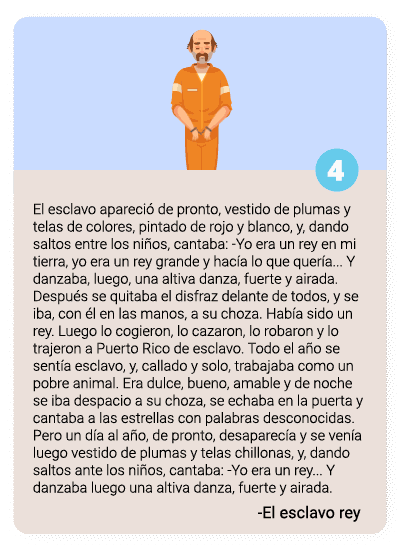 4
El esclavo apareció de pronto, vestido de plumas y
telas de colores, pintado de rojo y blanco, y, dando
saltos entre los niños, cantaba: -Yo era un rey en mi
tierra, yo era un rey grande y hacía lo que quería... Y
danzaba, luego, una altiva danza, fuerte y airada.
Después se quitaba el disfraz delante de todos, y se
iba, con él en las manos, a su choza. Había sido un
rey. Luego lo cogieron, lo cazaron, lo robaron y lo
trajeron a Puerto Rico de esclavo. Todo el año se
sentía esclavo, y, callado y solo, trabajaba como un
pobre animal. Era dulce, bueno, amable y de noche
se iba despacio a su choza, se echaba en la puerta y
cantaba a las estrellas con palabras desconocidas.
Pero un día al año, de pronto, desaparecía y se venía
luego vestido de plumas y telas chillonas, y, dando
saltos ante los niños, cantaba: -Yo era un rey... Y
danzaba luego una altiva danza, fuerte y airada.
-El esclavo rey